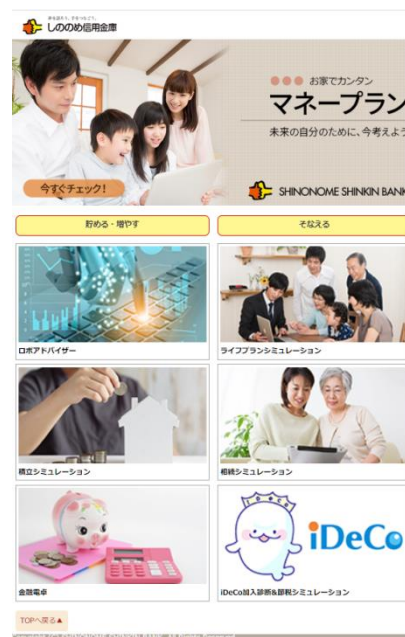 しののめ信用金庫
お家でカンタン
マネープラン
未来の自分のために、今考えよう
今すぐチェック！
SHINONOME SHINKIN BANK
貯める・増やす
そなえる
ロボアドバイザー
ライフプランシミュレーション
積立シミュレーション
相続シミュレーション
iDeCo
金融電卓
iDeCo加入診断&節税シミュレーション
TOPへ戻る▲